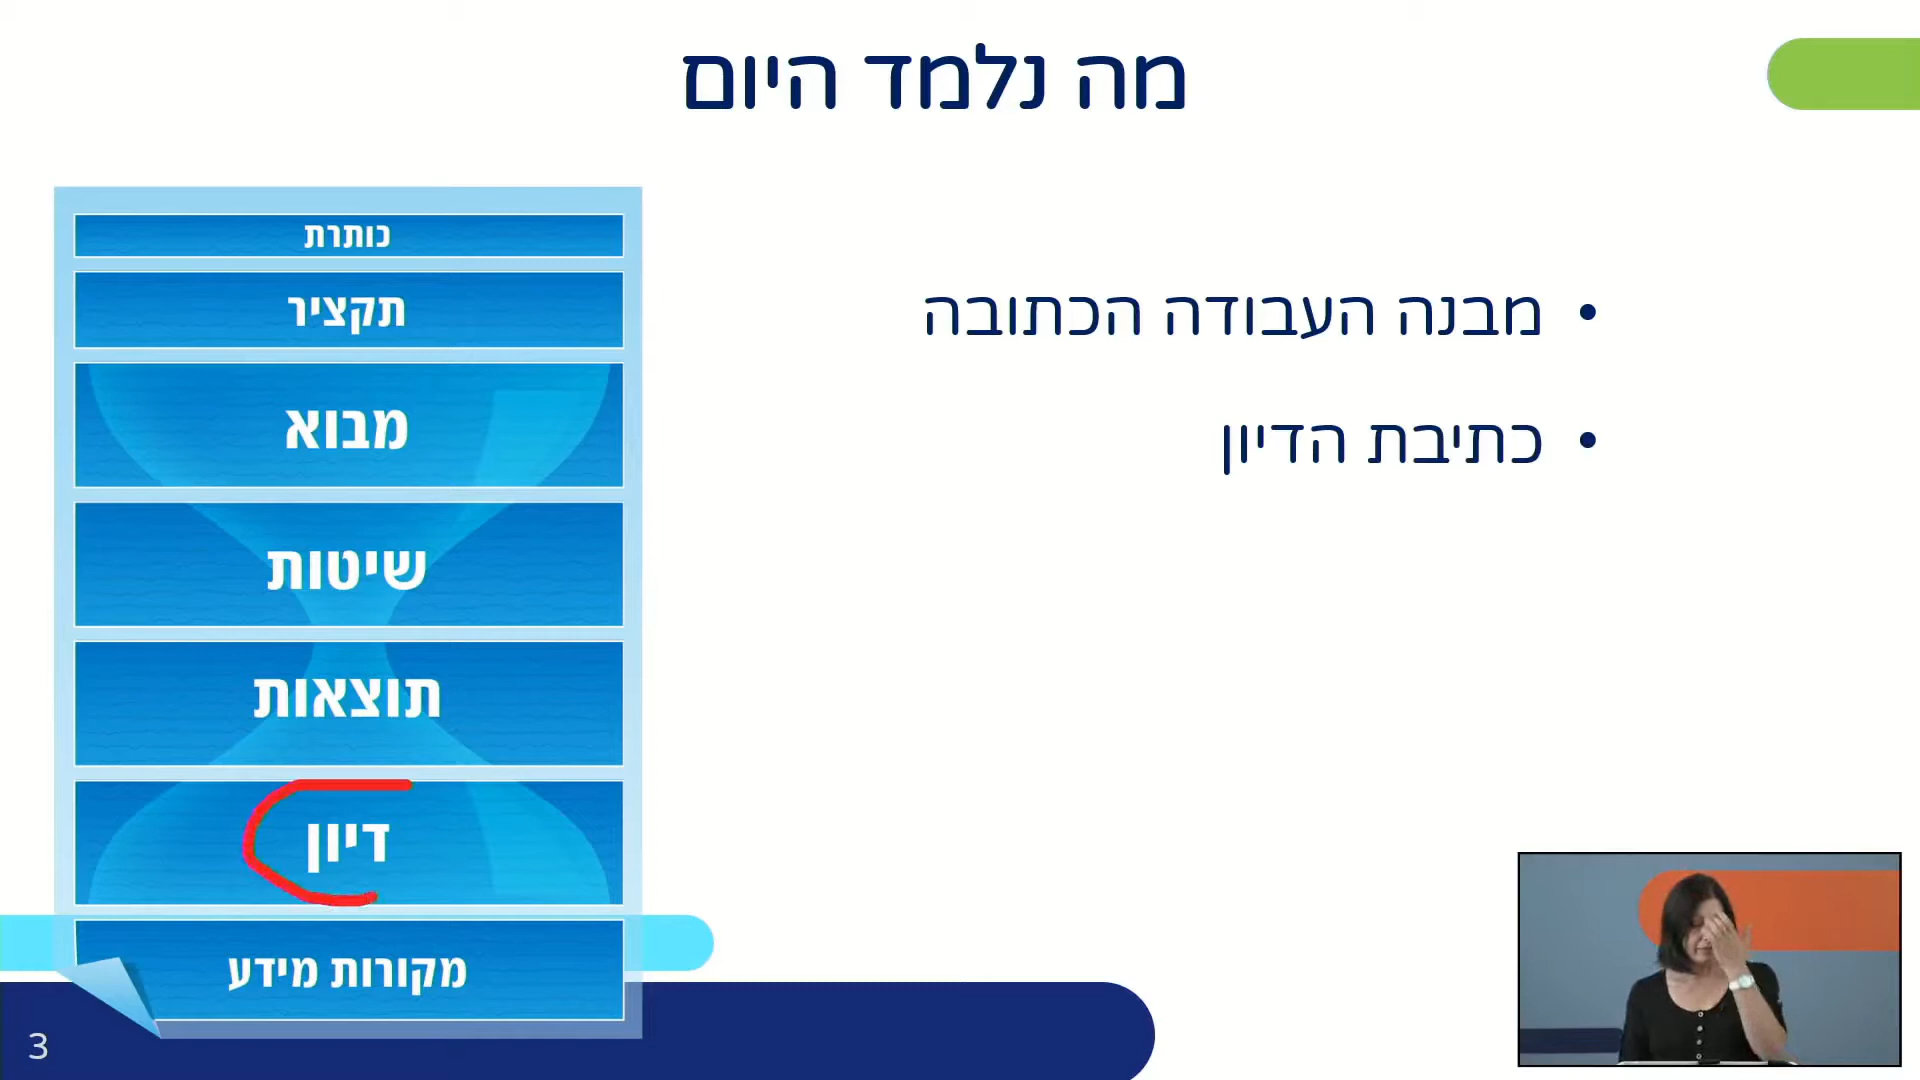 מה נלמד היום
• מבנה העבודה הכתובה
• כתיבת הדיון
כותרת
תקציר
מבוא
שיטות
תוצאות
דיון
מקורות מידע
3